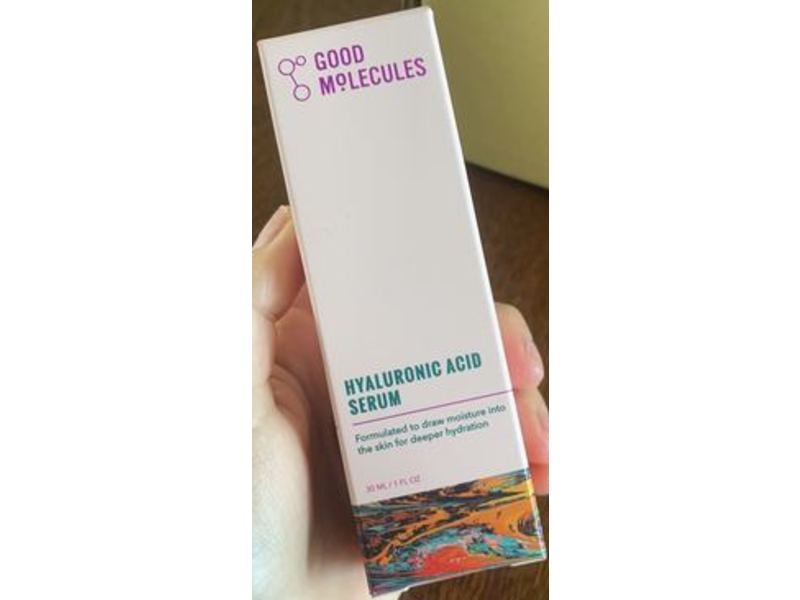 GOOD
MOLECULES
HYALURONIC ACID
SERUM
Formulated to draw moisture into
the skin for deeper hydration
30 ML / 1 FL OZ